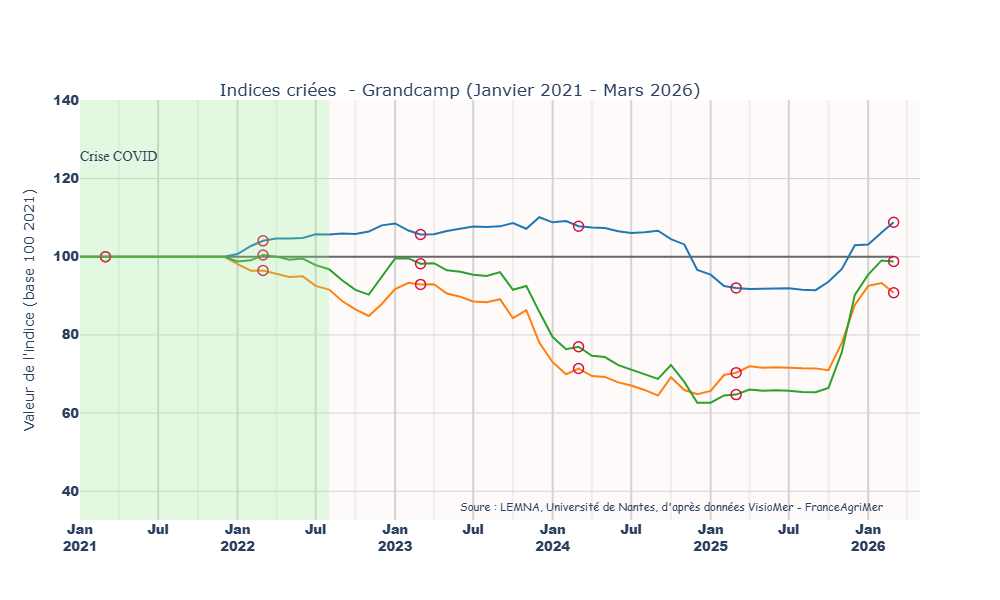 Indices criées - Grandcamp (Janvier 2021 - Mars 2026)
140
Crise COVID
120
100
80
60
40
Valeur de l'indice (base 100 2021)
Soure : LEMNA, Université de Nantes, d'après données VisioMer - FranceAgriMer
Jan Jul Jan Jul Jan Jul Jan Jul Jan Jul Jan
2021 2022 2023 2024 2025 2026